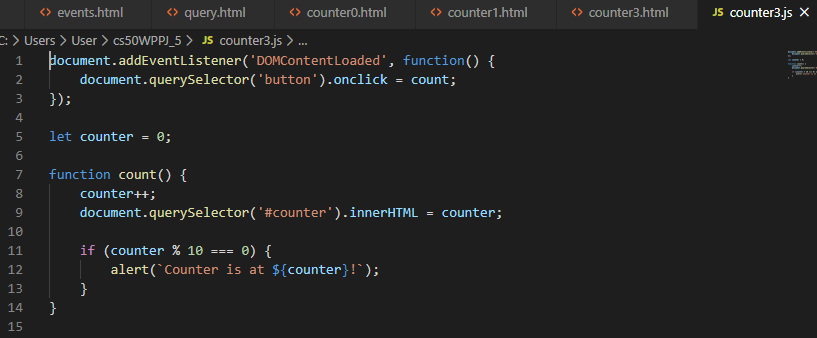 events.html query.html counter0.html counter1.html counter3.html JS counter3.js
C: > Users > User > cs50WPPJ_5 > JS counter3.js > ...
1 document.addEventListener('DOMContentLoaded', function() {
2     document.querySelector('button').onclick = count;
3 });
4
5 let counter = 0;
6
7 function count() {
8     counter++;
9     document.querySelector('#counter').innerHTML = counter;
10
11     if (counter % 10 === 0) {
12         alert(`Counter is at ${counter}!`);
13     }
14 }
15